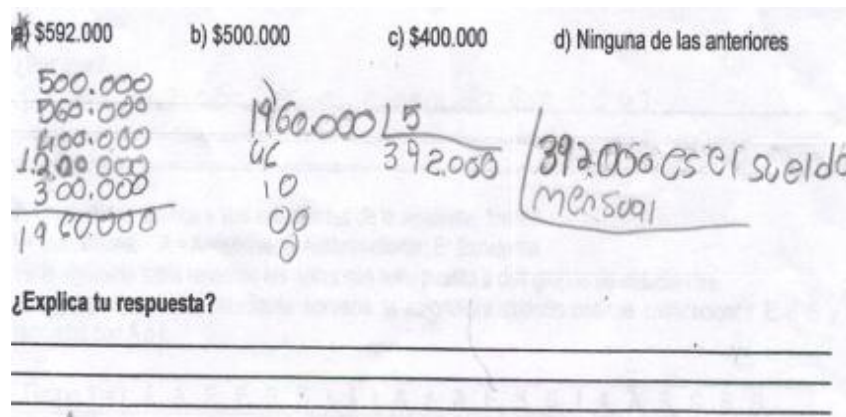 a) $592.000 b) $500.000 c) $400.000 d) Ninguna de las anteriores
500.000
560.000
400.000
1.200.000
300.000
1960.000
1960.000 5
46 392.000
10
00
0
392.000 es el sueldo
mensual
¿Explica tu respuesta?